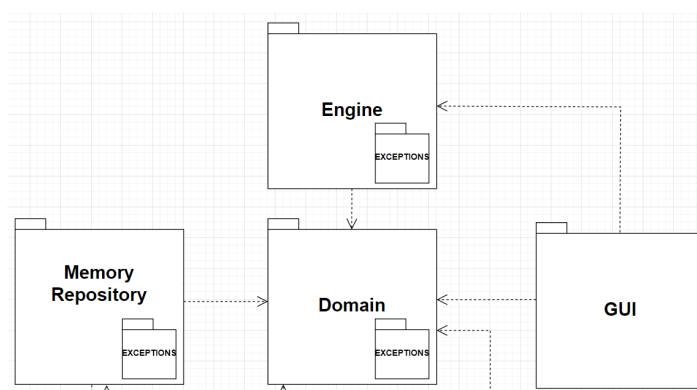 Engine
EXCEPTIONS
Memory
Repository
EXCEPTIONS
Domain
EXCEPTIONS
GUI